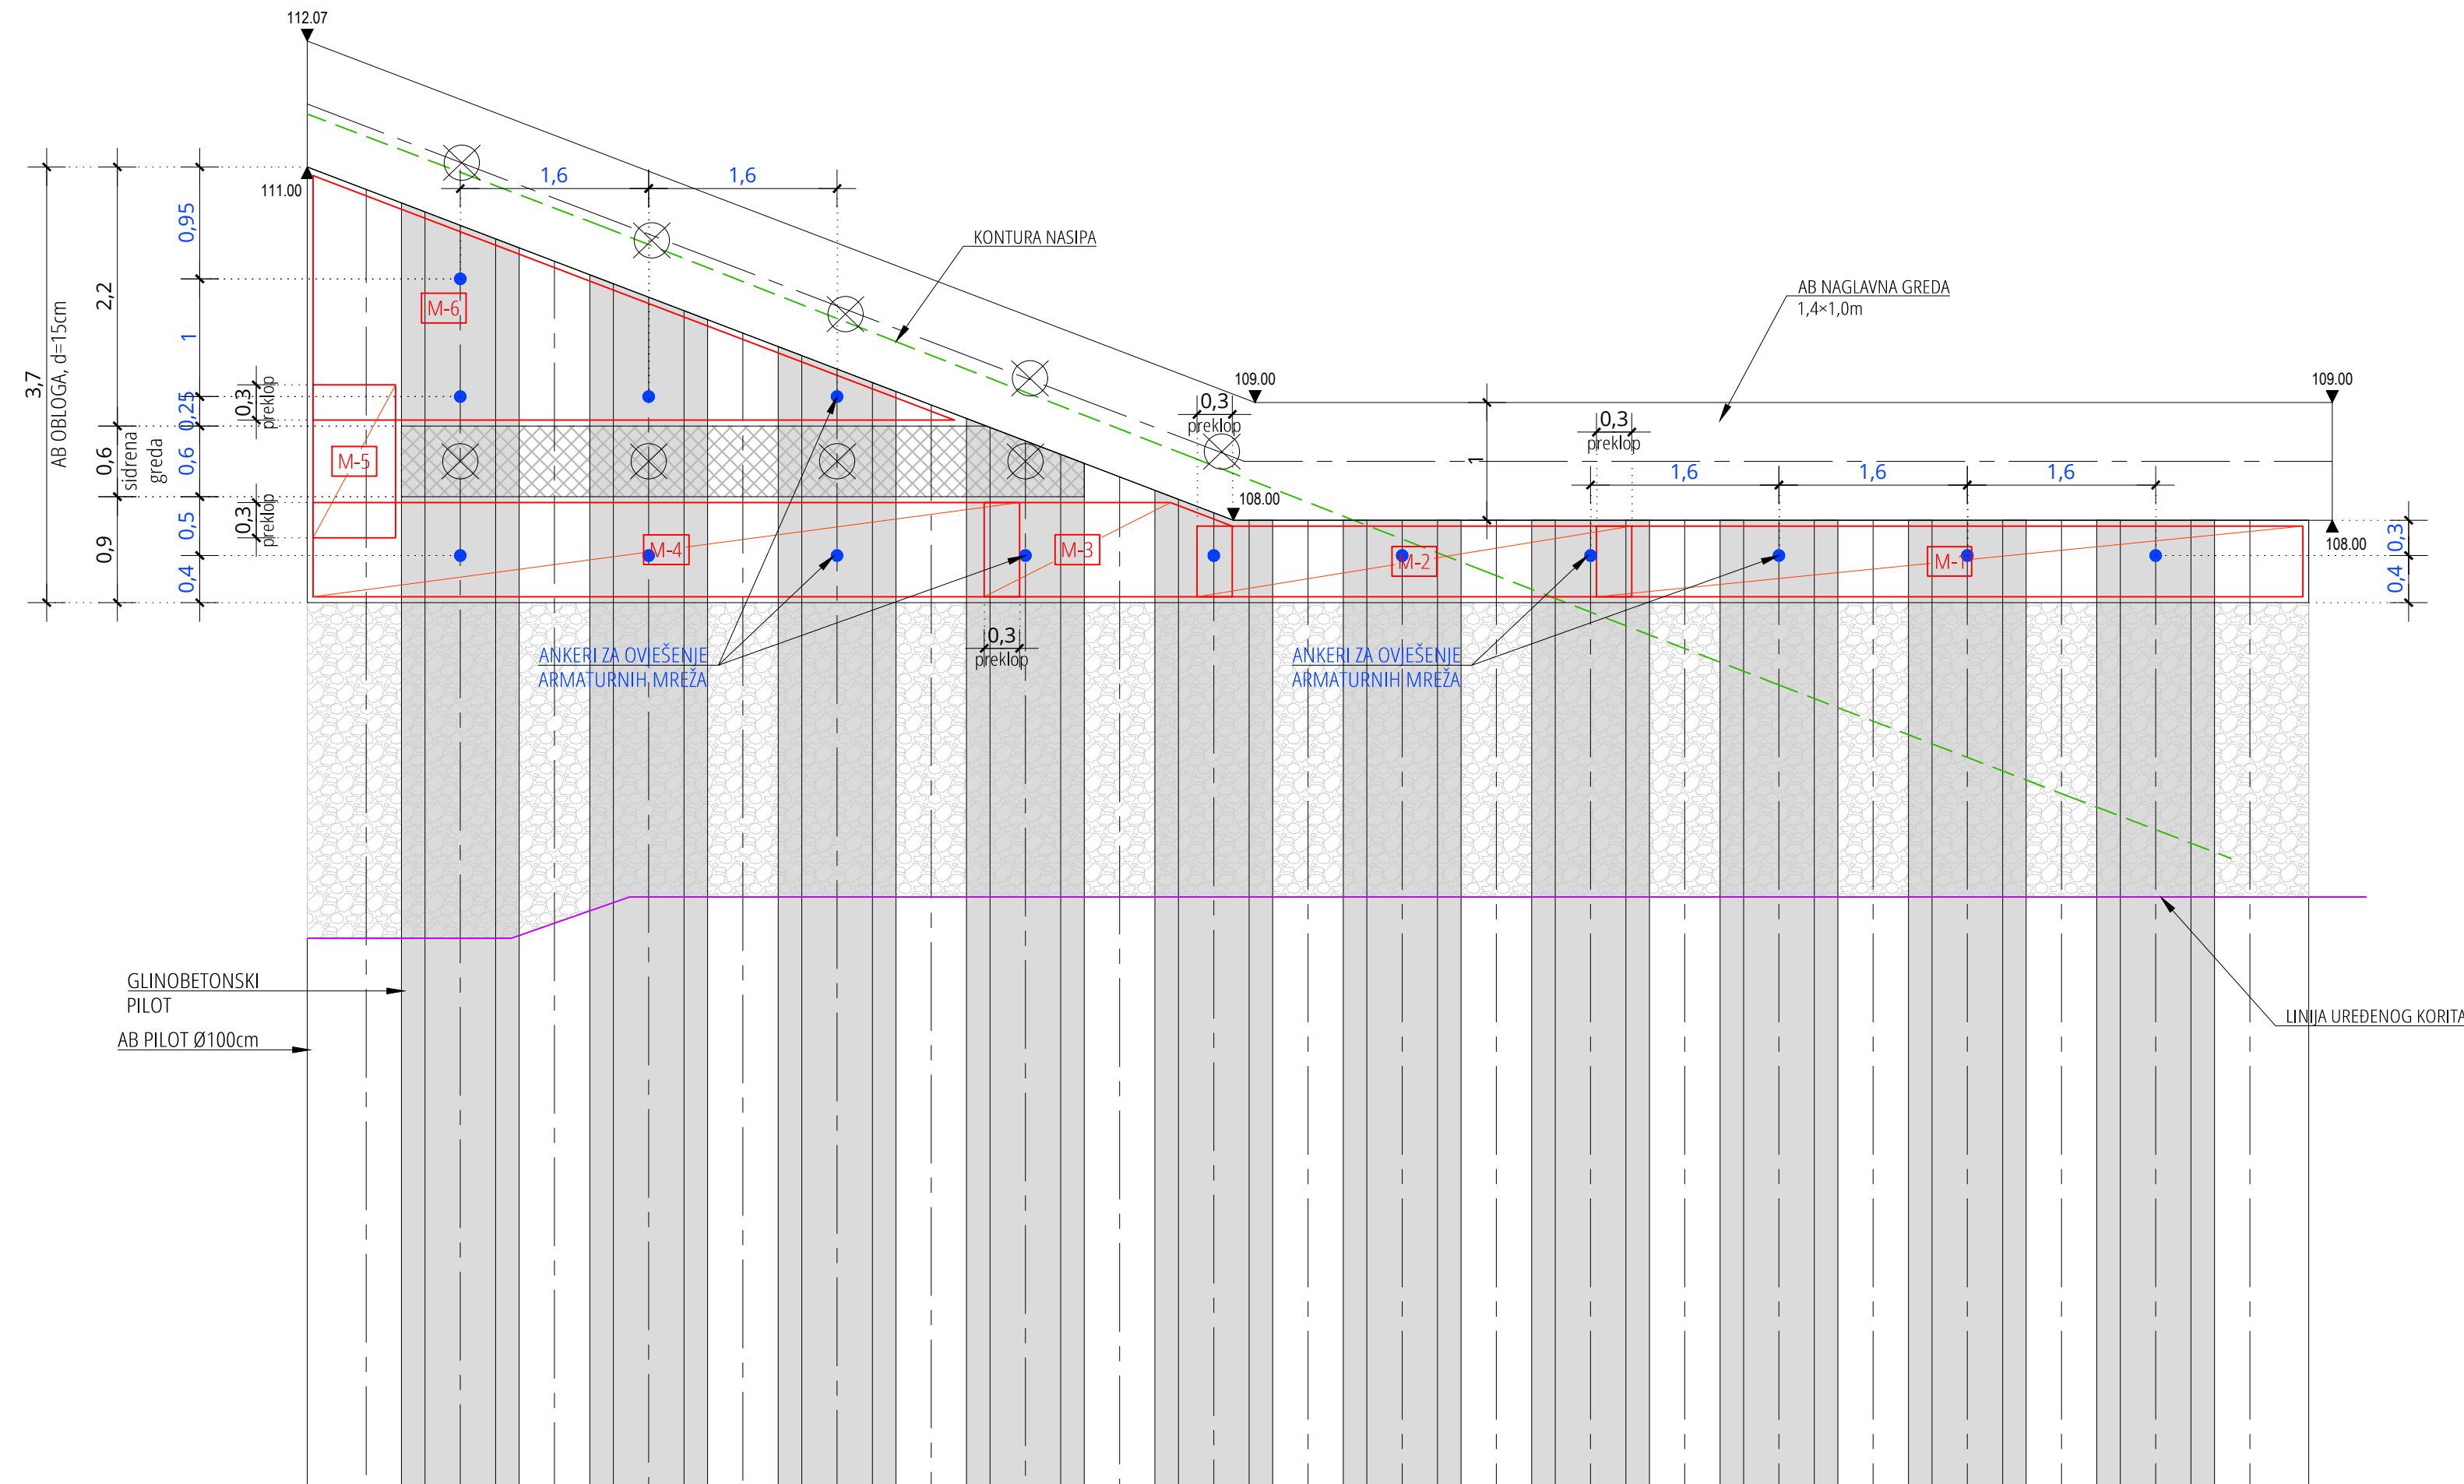 112.07
111.00
1,6
1,6
KONTURA NASIPA
AB NAGLAVNA GREDA
1,4×1,0m
109.00
109.00
3,7
AB OBLOGA, d=15cm
2,2
0,6
sidrena
greda
0,9
0,95
1
0,25
0,6
0,5
0,4
0,3
preklop
0,3
preklop
M-6
M-5
M-4
M-3
M-2
M-1
0,3
preklop
0,3
preklop
1
1,6
1,6
1,6
108.00
108.00
0,3
0,4
0,3
preklop
ANKERI ZA OVJEŠENJE
ARMATURNIH MREŽA
ANKERI ZA OVJEŠENJE
ARMATURNIH MREŽA
GLINOBETONSKI
PILOT
AB PILOT Ø100cm
LINIJA UREĐENOG KORITA